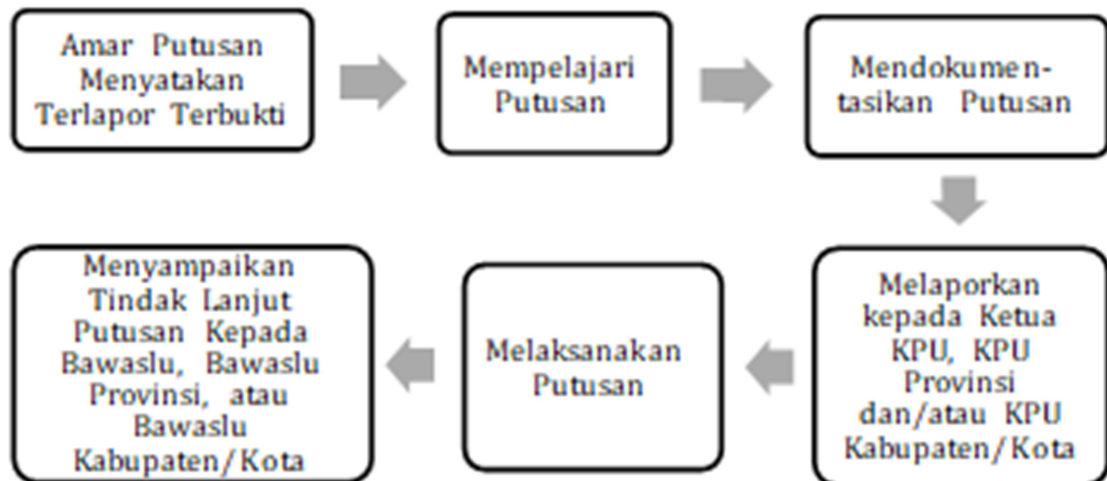 Amar Putusan
Menyatakan
Terlapor Terbukti
Mempelajari
Putusan
Mendokumen-
tasikan Putusan
Melaporkan
kepada Ketua
KPU, KPU
Provinsi
dan/atau KPU
Kabupaten/Kota
Melaksanakan
Putusan
Menyampaikan
Tindak Lanjut
Putusan Kepada
Bawaslu, Bawaslu
Provinsi, atau
Bawaslu
Kabupaten/Kota